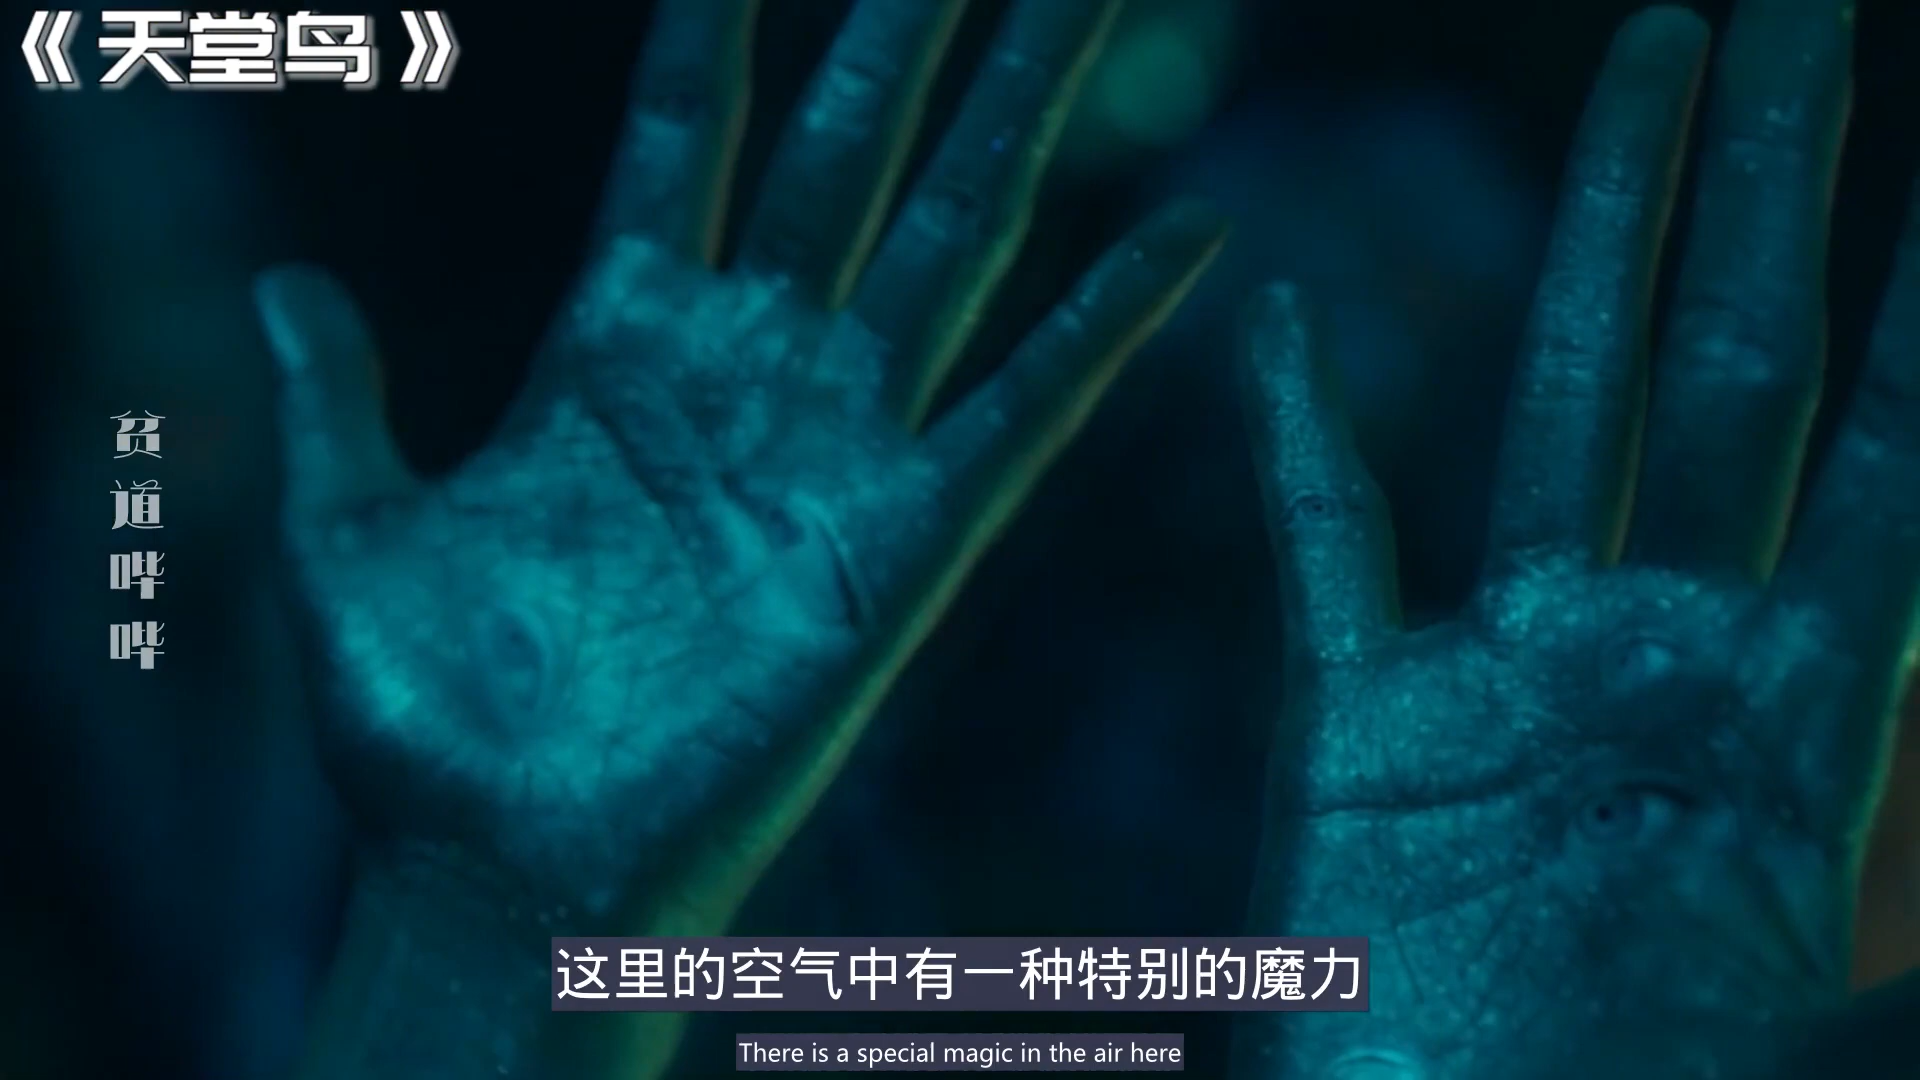 《天堂鸟》
贫道哔哔
这里的空气中有一种特别的魔力
There is a special magic in the air here